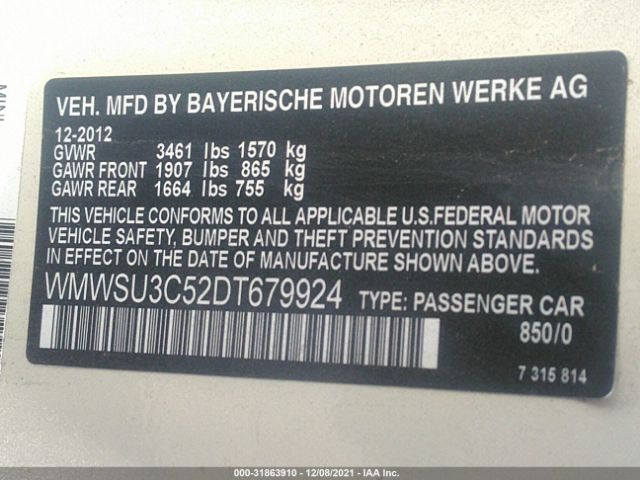 MINI
VEH. MFD BY BAYERISCHE MOTOREN WERKE AG
12-2012
GVWR 3461 lbs 1570 kg
GAWR FRONT 1907 lbs 865 kg
GAWR REAR 1664 lbs 755 kg
THIS VEHICLE CONFORMS TO ALL APPLICABLE U.S.FEDERAL MOTOR
VEHICLE SAFETY, BUMPER AND THEFT PREVENTION STANDARDS
IN EFFECT ON THE DATE OF MANUFACTURE SHOWN ABOVE.
WMWSU3C52DT679924 TYPE: PASSENGER CAR
850/0
7 315 814
000-31863910 - 12/08/2021 - IAA Inc.